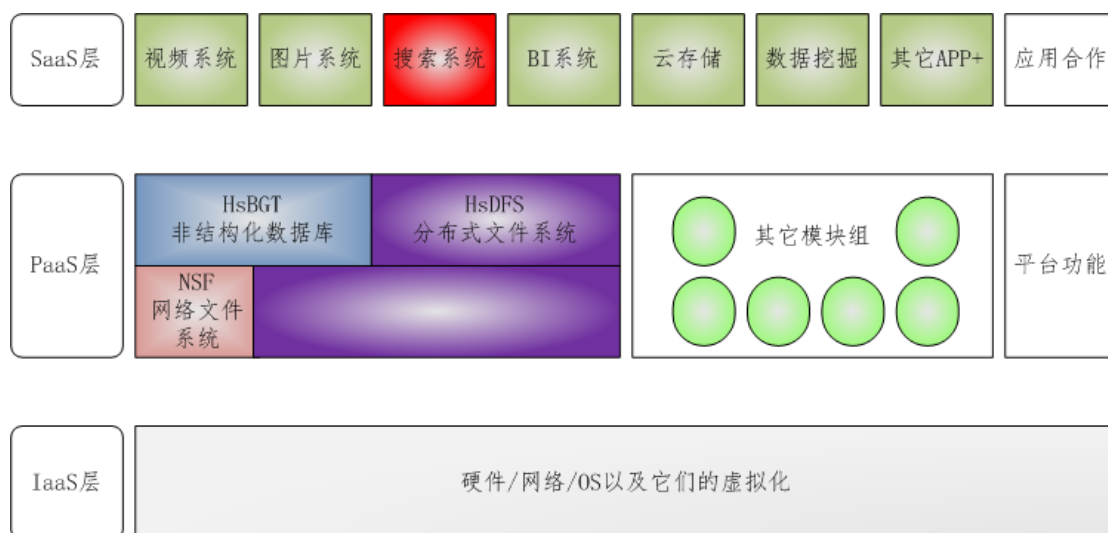 SaaS层
视频系统
图片系统
搜索系统
BI系统
云存储
数据挖掘
其它APP+
应用合作
PaaS层
HsBGT
非结构化数据库
HsDFS
分布式文件系统
NSF
网络文件
系统
其它模块组
平台功能
IaaS层
硬件/网络/OS以及它们的虚拟化